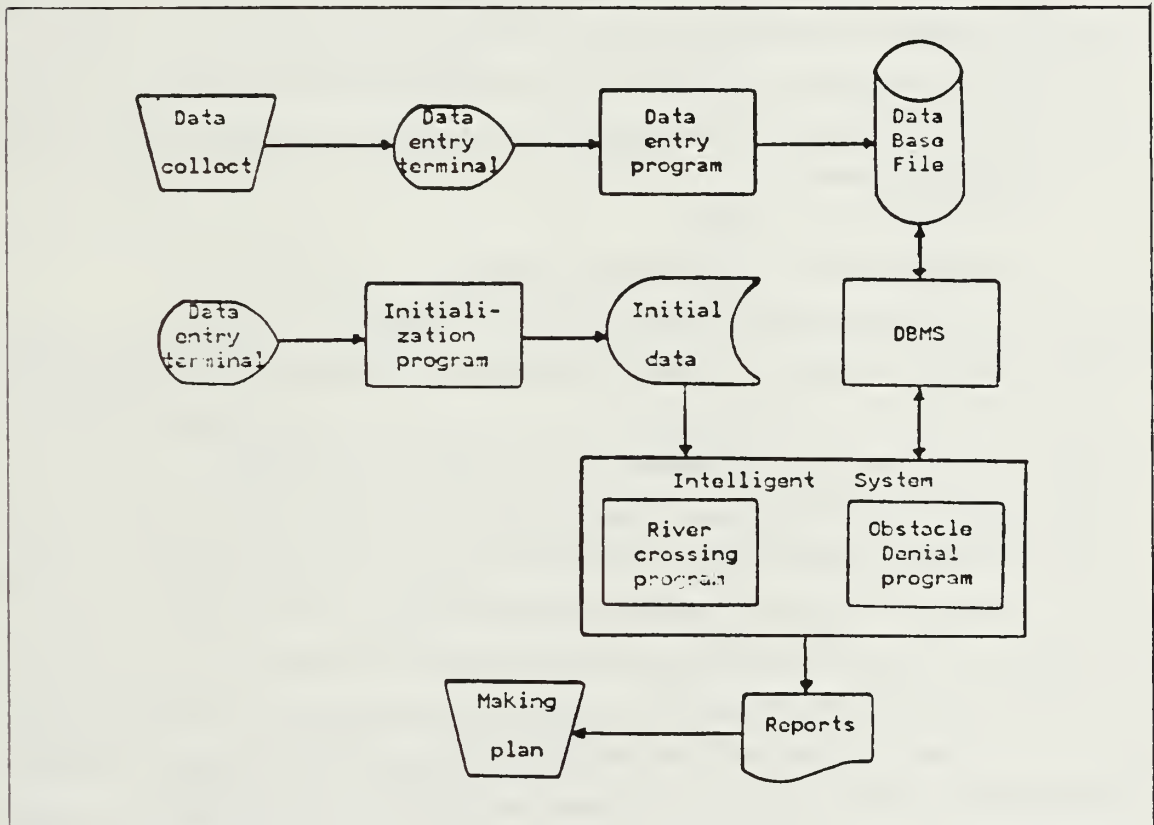 Data
collect
Data
entry
terminal
Data
entry
program
Data
Base
File
Data
entry
terminal
Initiali-
zation
program
Initial
data
DBMS
Intelligent System
River
crossing
program
Obstacle
Denial
program
Making
plan
Reports